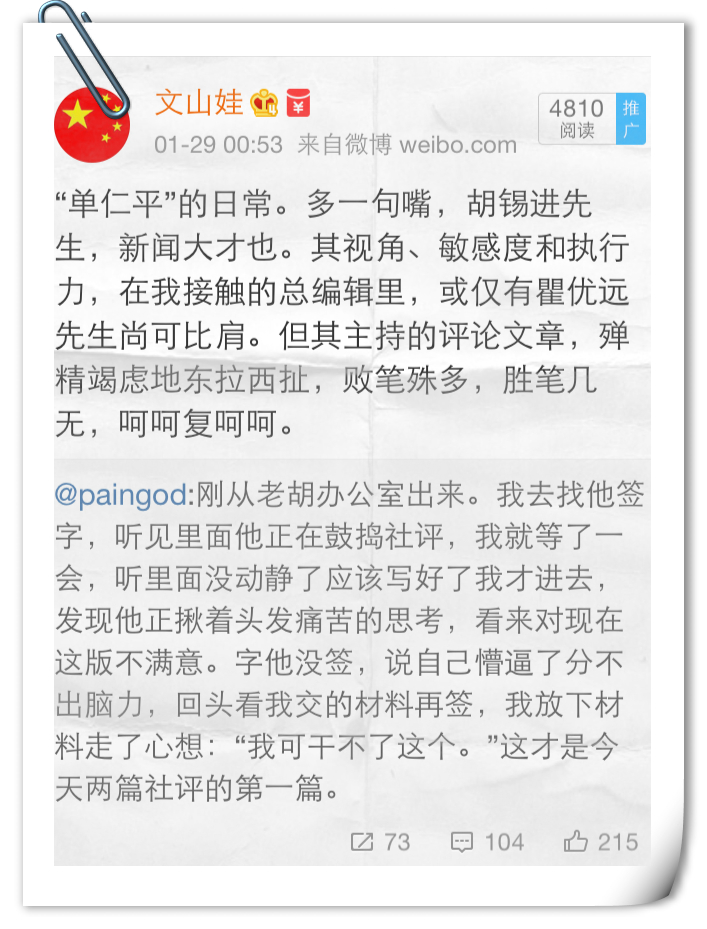 文山娃
4810
阅读
推广
01-29 00:53 来自微博 weibo.com
“单仁平”的日常。多一句嘴，胡锡进先
生，新闻大才也。其视角、敏感度和执行
力，在我接触的总编辑里，或仅有瞿优远
先生尚可比肩。但其主持的评论文章，殚
精竭虑地东拉西扯，败笔殊多，胜笔几
无，呵呵复呵呵。
@paingod:刚从老胡办公室出来。我去找他签
字，听见里面他正在鼓捣社评，我就等了一
会，听里面没动静了应该写好了我才进去，
发现他正揪着头发痛苦的思考，看来对现在
这版不满意。字他没签，说自己懵逼了分不
出脑力，回头看我交的材料再签，我放下材
料走了心想：“我可干不了这个。”这才是今
天两篇社评的第一篇。
73 104 215